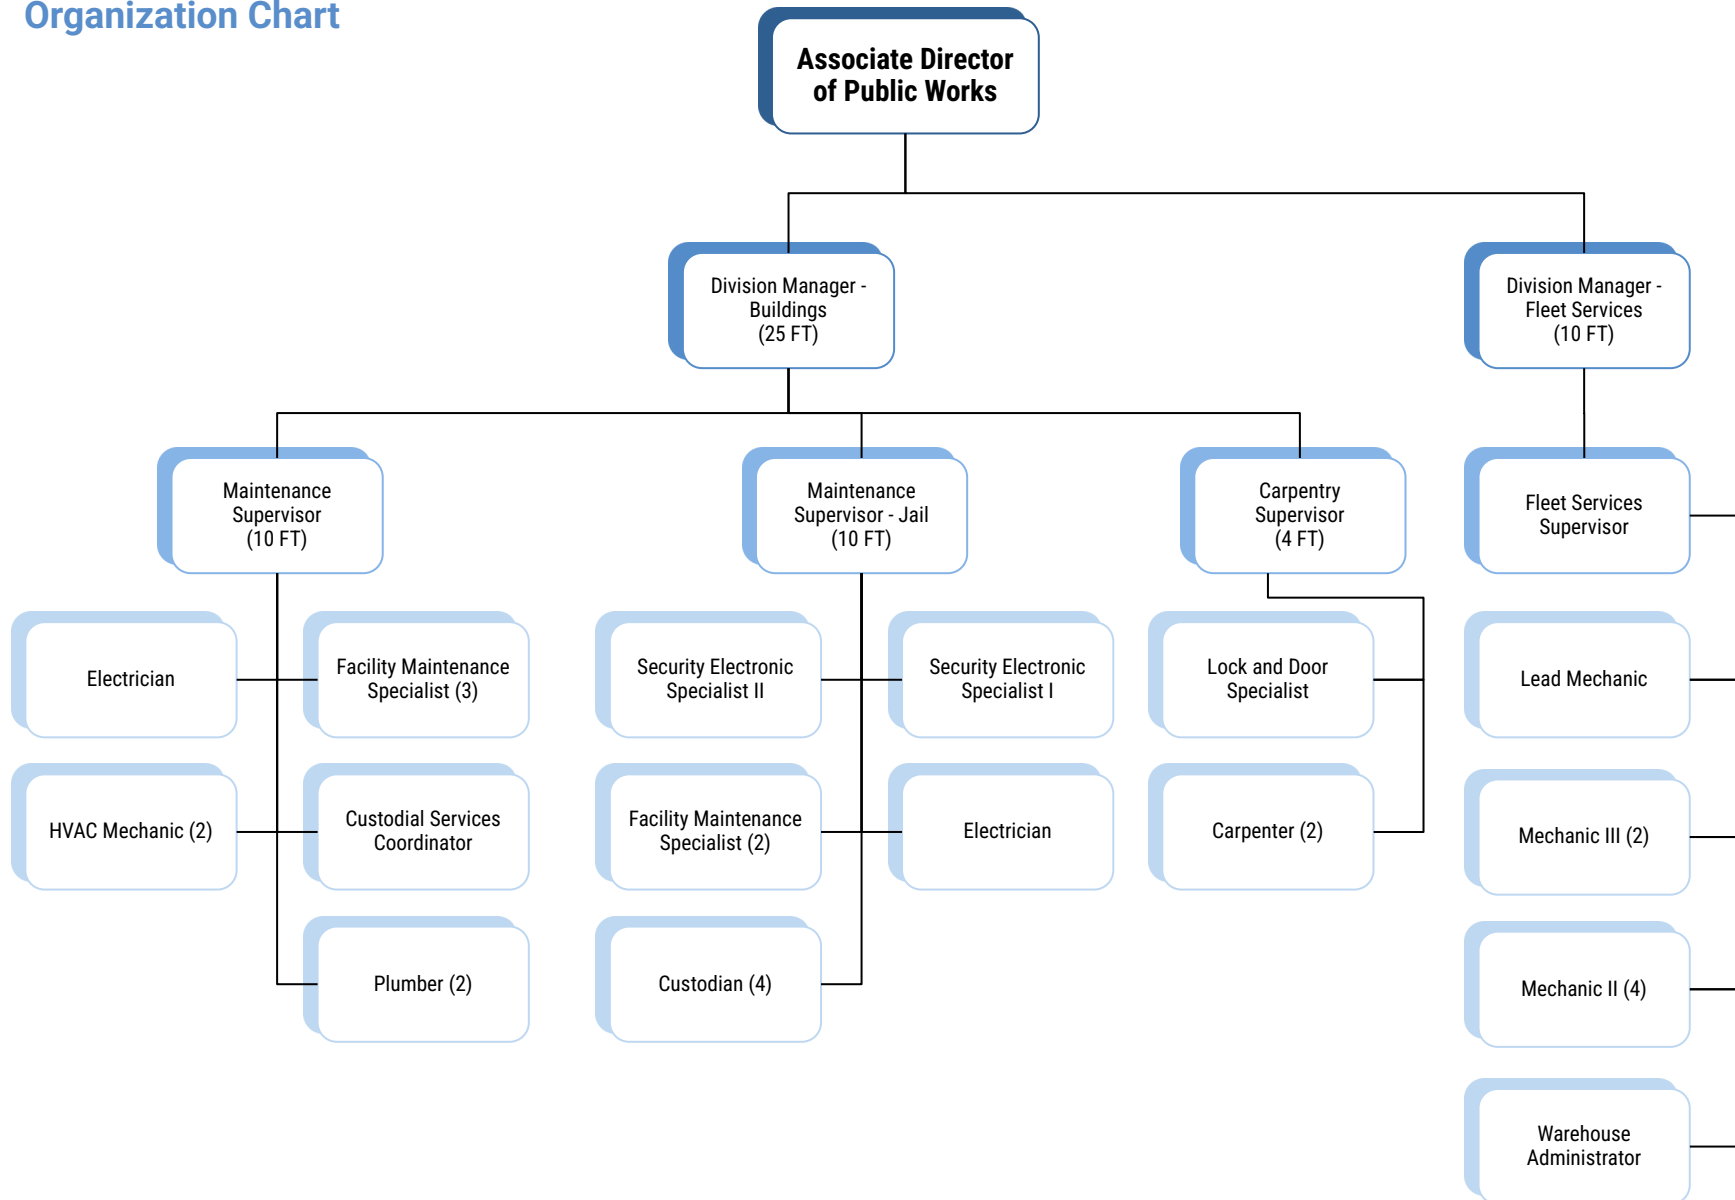 Organization Chart
Associate Director
of Public Works
Division Manager -
Buildings
(25 FT)
Division Manager -
Fleet Services
(10 FT)
Maintenance
Supervisor
(10 FT)
Maintenance
Supervisor - Jail
(10 FT)
Carpentry
Supervisor
(4 FT)
Fleet Services
Supervisor
Electrician
Facility Maintenance
Specialist (3)
Security Electronic
Specialist II
Security Electronic
Specialist I
Lock and Door
Specialist
Lead Mechanic
HVAC Mechanic (2)
Custodial Services
Coordinator
Facility Maintenance
Specialist (2)
Electrician
Carpenter (2)
Mechanic III (2)
Plumber (2)
Custodian (4)
Mechanic II (4)
Warehouse
Administrator